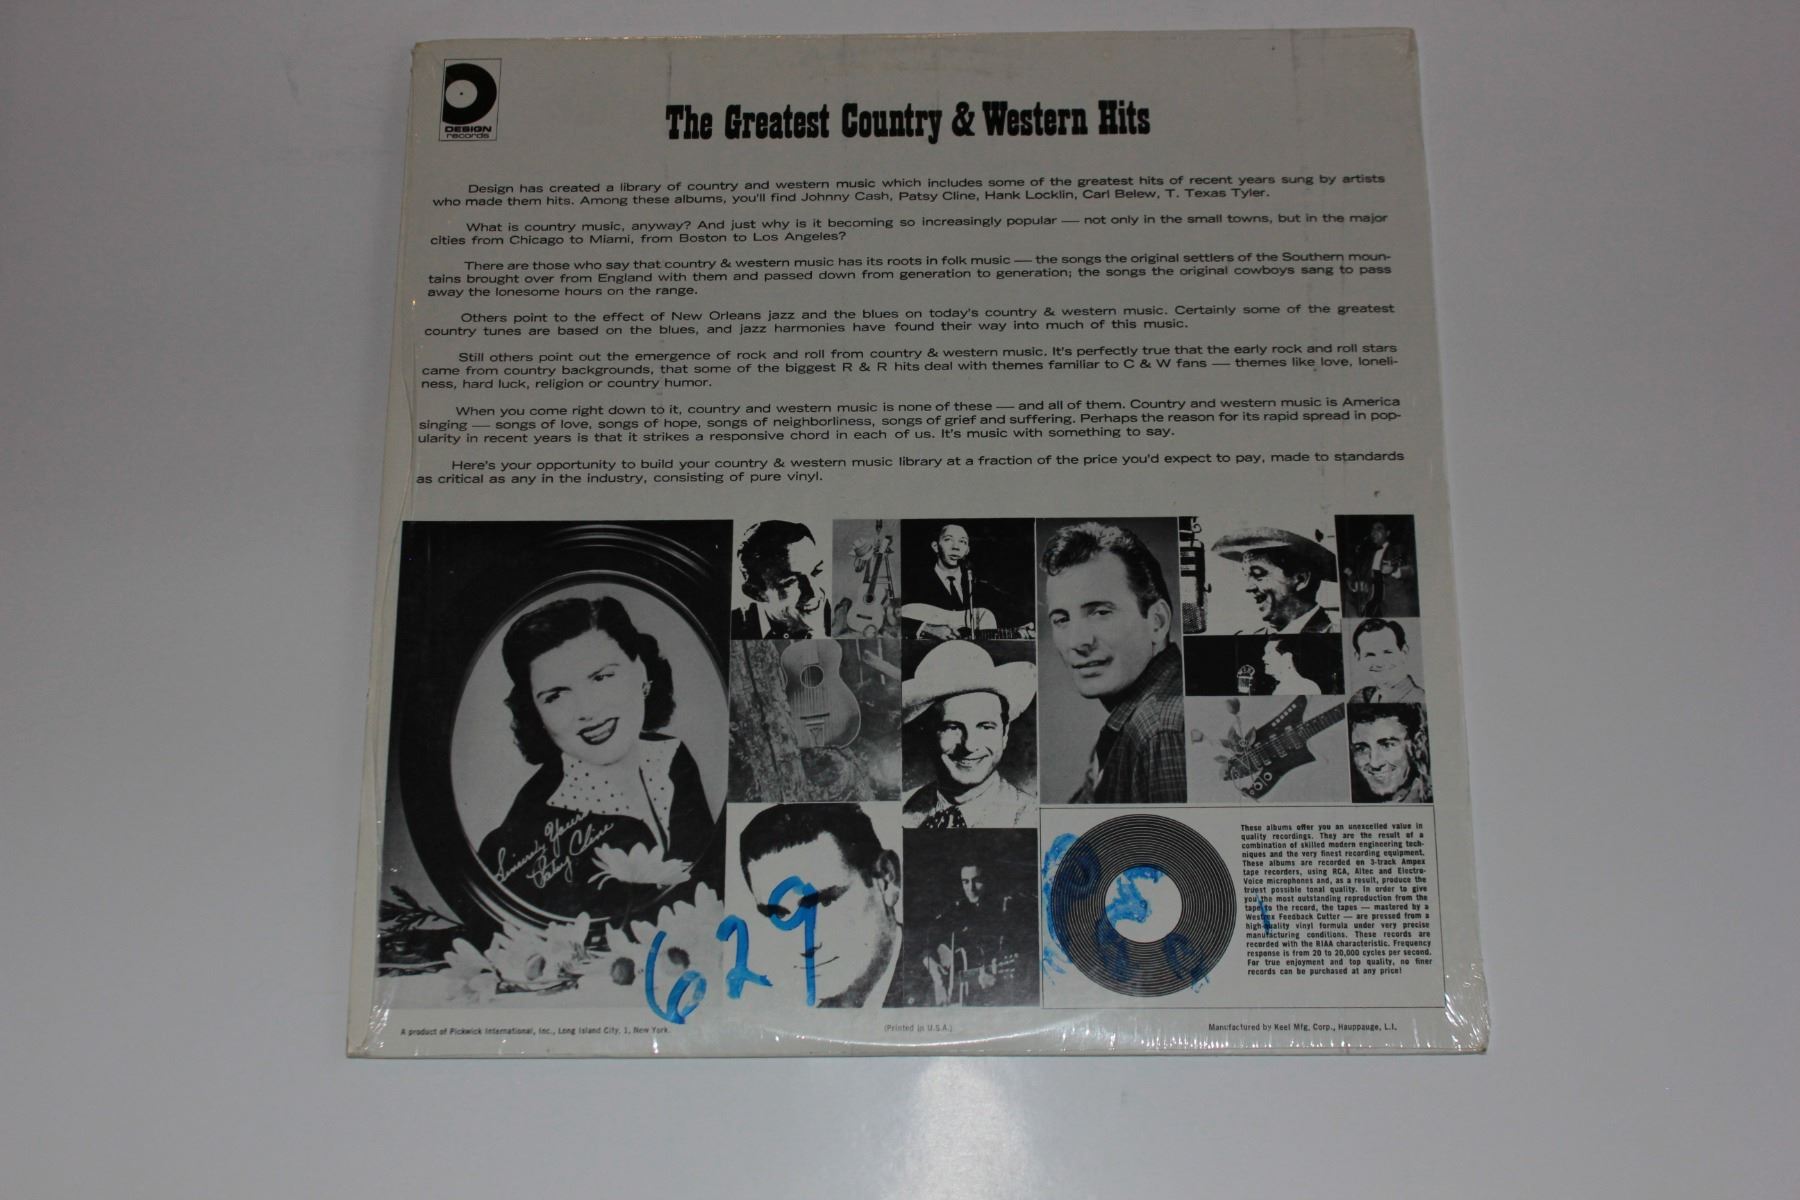 DESIGN
records
The Greatest Country & Western Hits
Design has created a library of country and western music which includes some of the greatest hits of recent years sung by artists
who made them hits. Among these albums, you'll find Johnny Cash, Patsy Cline, Hank Locklin, Carl Belew, T. Texas Tyler.
What is country music, anyway? And just why is it becoming so increasingly popular — not only in the small towns, but in the major
cities from Chicago to Miami, from Boston to Los Angeles?
There are those who say that country & western music has its roots in folk music — the songs the original settlers of the Southern moun-
tains brought over from England with them and passed down from generation to generation; the songs the original cowboys sang to pass
away the lonesome hours on the range.
Others point to the effect of New Orleans jazz and the blues on today's country & western music. Certainly some of the greatest
country tunes are based on the blues, and jazz harmonies have found their way into much of this music.
Still others point out the emergence of rock and roll from country & western music. It's perfectly true that the early rock and roll stars
came from country backgrounds, that some of the biggest R & R hits deal with themes familiar to C & W fans — themes like love, loneli-
ness, hard luck, religion or country humor.
When you come right down to it, country and western music is none of these — and all of them. Country and western music is America
singing — songs of love, songs of hope, songs of neighborliness, songs of grief and suffering. Perhaps the reason for its rapid spread in pop-
ularity in recent years is that it strikes a responsive chord in each of us. It's music with something to say.
Here's your opportunity to build your country & western music library at a fraction of the price you'd expect to pay, made to standards
as critical as any in the industry, consisting of pure vinyl.
Sincerely Yours
Patsy Cline
629
These albums offer you an unexcelled value in
quality recordings. They are the result of a
combination of skilled modern engineering tech-
niques and the very finest recording equipment.
These albums are recorded on 3-track Ampex
tape recorders, using RCA, Altec and Electro-
Voice microphones and, as a result, produce the
truest possible tonal quality. In order to give
you the most outstanding reproduction from the
tape to the record, the tapes — mastered by a
Westrex Feedback Cutter — are pressed from a
high-quality vinyl formula under very precise
manufacturing conditions. These records are
recorded with the RIAA characteristic. Frequency
response is from 20 to 20,000 cycles per second.
For true enjoyment and top quality, no finer
records can be purchased at any price!
A product of Pickwick International, Inc., Long Island City, 1, New York.
(Printed in U.S.A.)
Manufactured by Keel Mfg. Corp., Hauppauge, L.I.